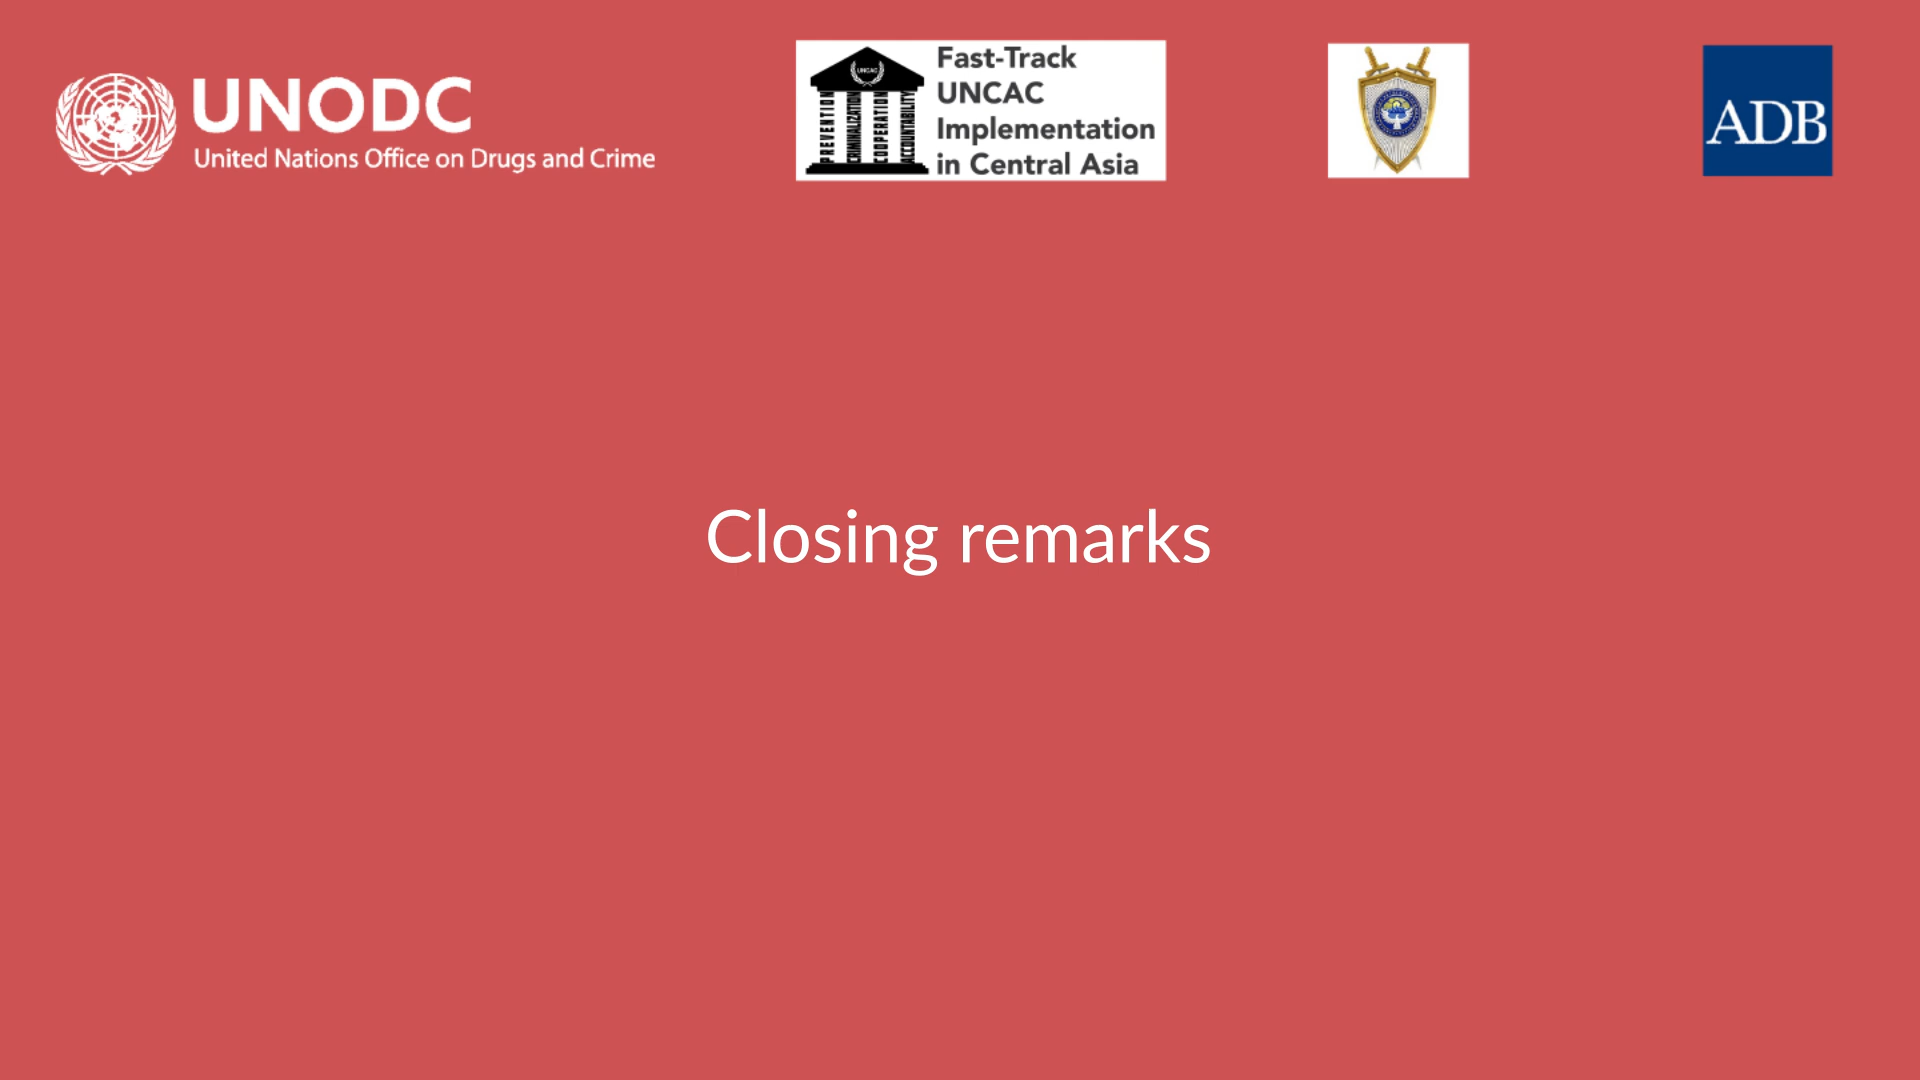 UNODC
United Nations Office on Drugs and Crime
UNCAC
PREVENTION
CRIMINALIZATION
COOPERATION
ACCOUNTABILITY
Fast-Track
UNCAC
Implementation
in Central Asia
ADB
Closing remarks